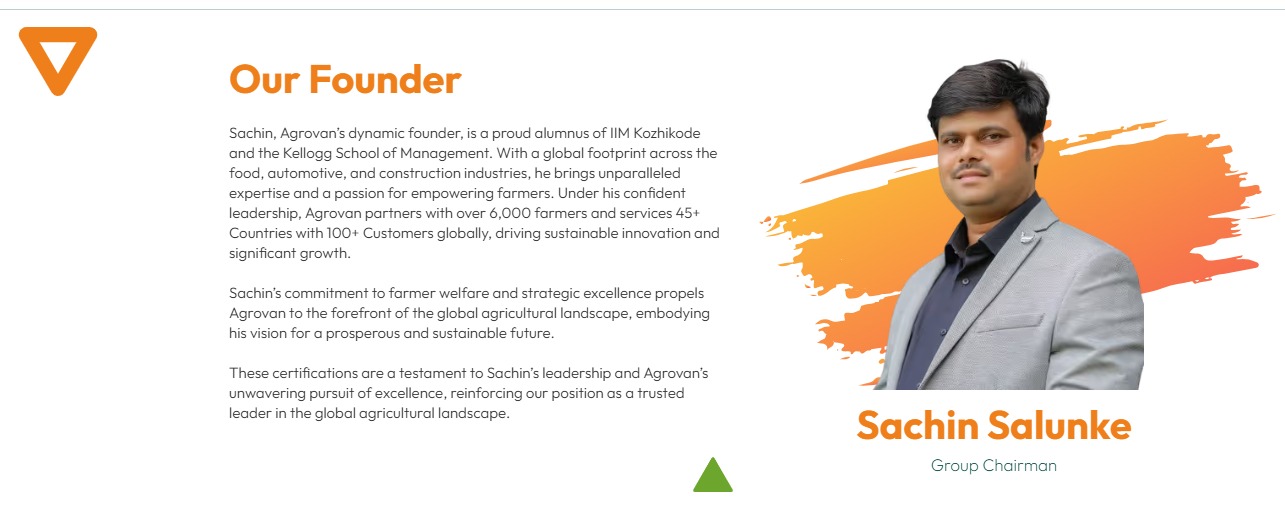 Our Founder
Sachin, Agrovan's dynamic founder, is a proud alumnus of IIM Kozhikode
and the Kellogg School of Management. With a global footprint across the
food, automotive, and construction industries, he brings unparalleled
expertise and a passion for empowering farmers. Under his confident
leadership, Agrovan partners with over 6,000 farmers and services 45+
Countries with 100+ Customers globally, driving sustainable innovation and
significant growth.
Sachin's commitment to farmer welfare and strategic excellence propels
Agrovan to the forefront of the global agricultural landscape, embodying
his vision for a prosperous and sustainable future.
These certifications are a testament to Sachin's leadership and Agrovan's
unwavering pursuit of excellence, reinforcing our position as a trusted
leader in the global agricultural landscape.
Sachin Salunke
Group Chairman